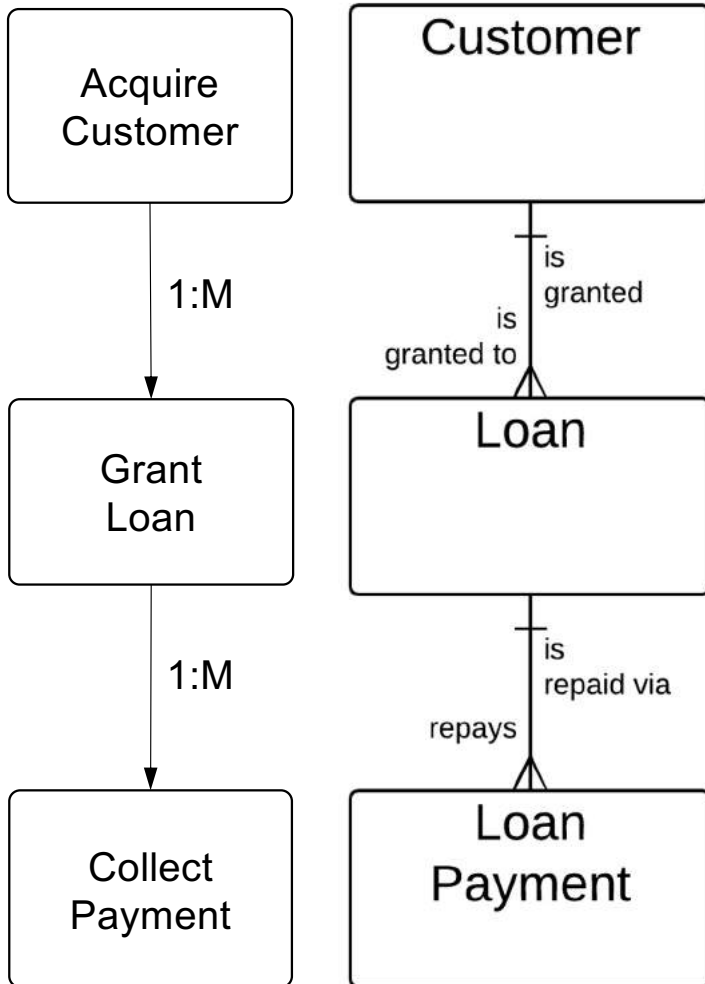 Acquire
Customer
1:M
Grant
Loan
1:M
Collect
Payment
Customer
is
granted
is
granted to
Loan
is
repaid via
repays
Loan
Payment